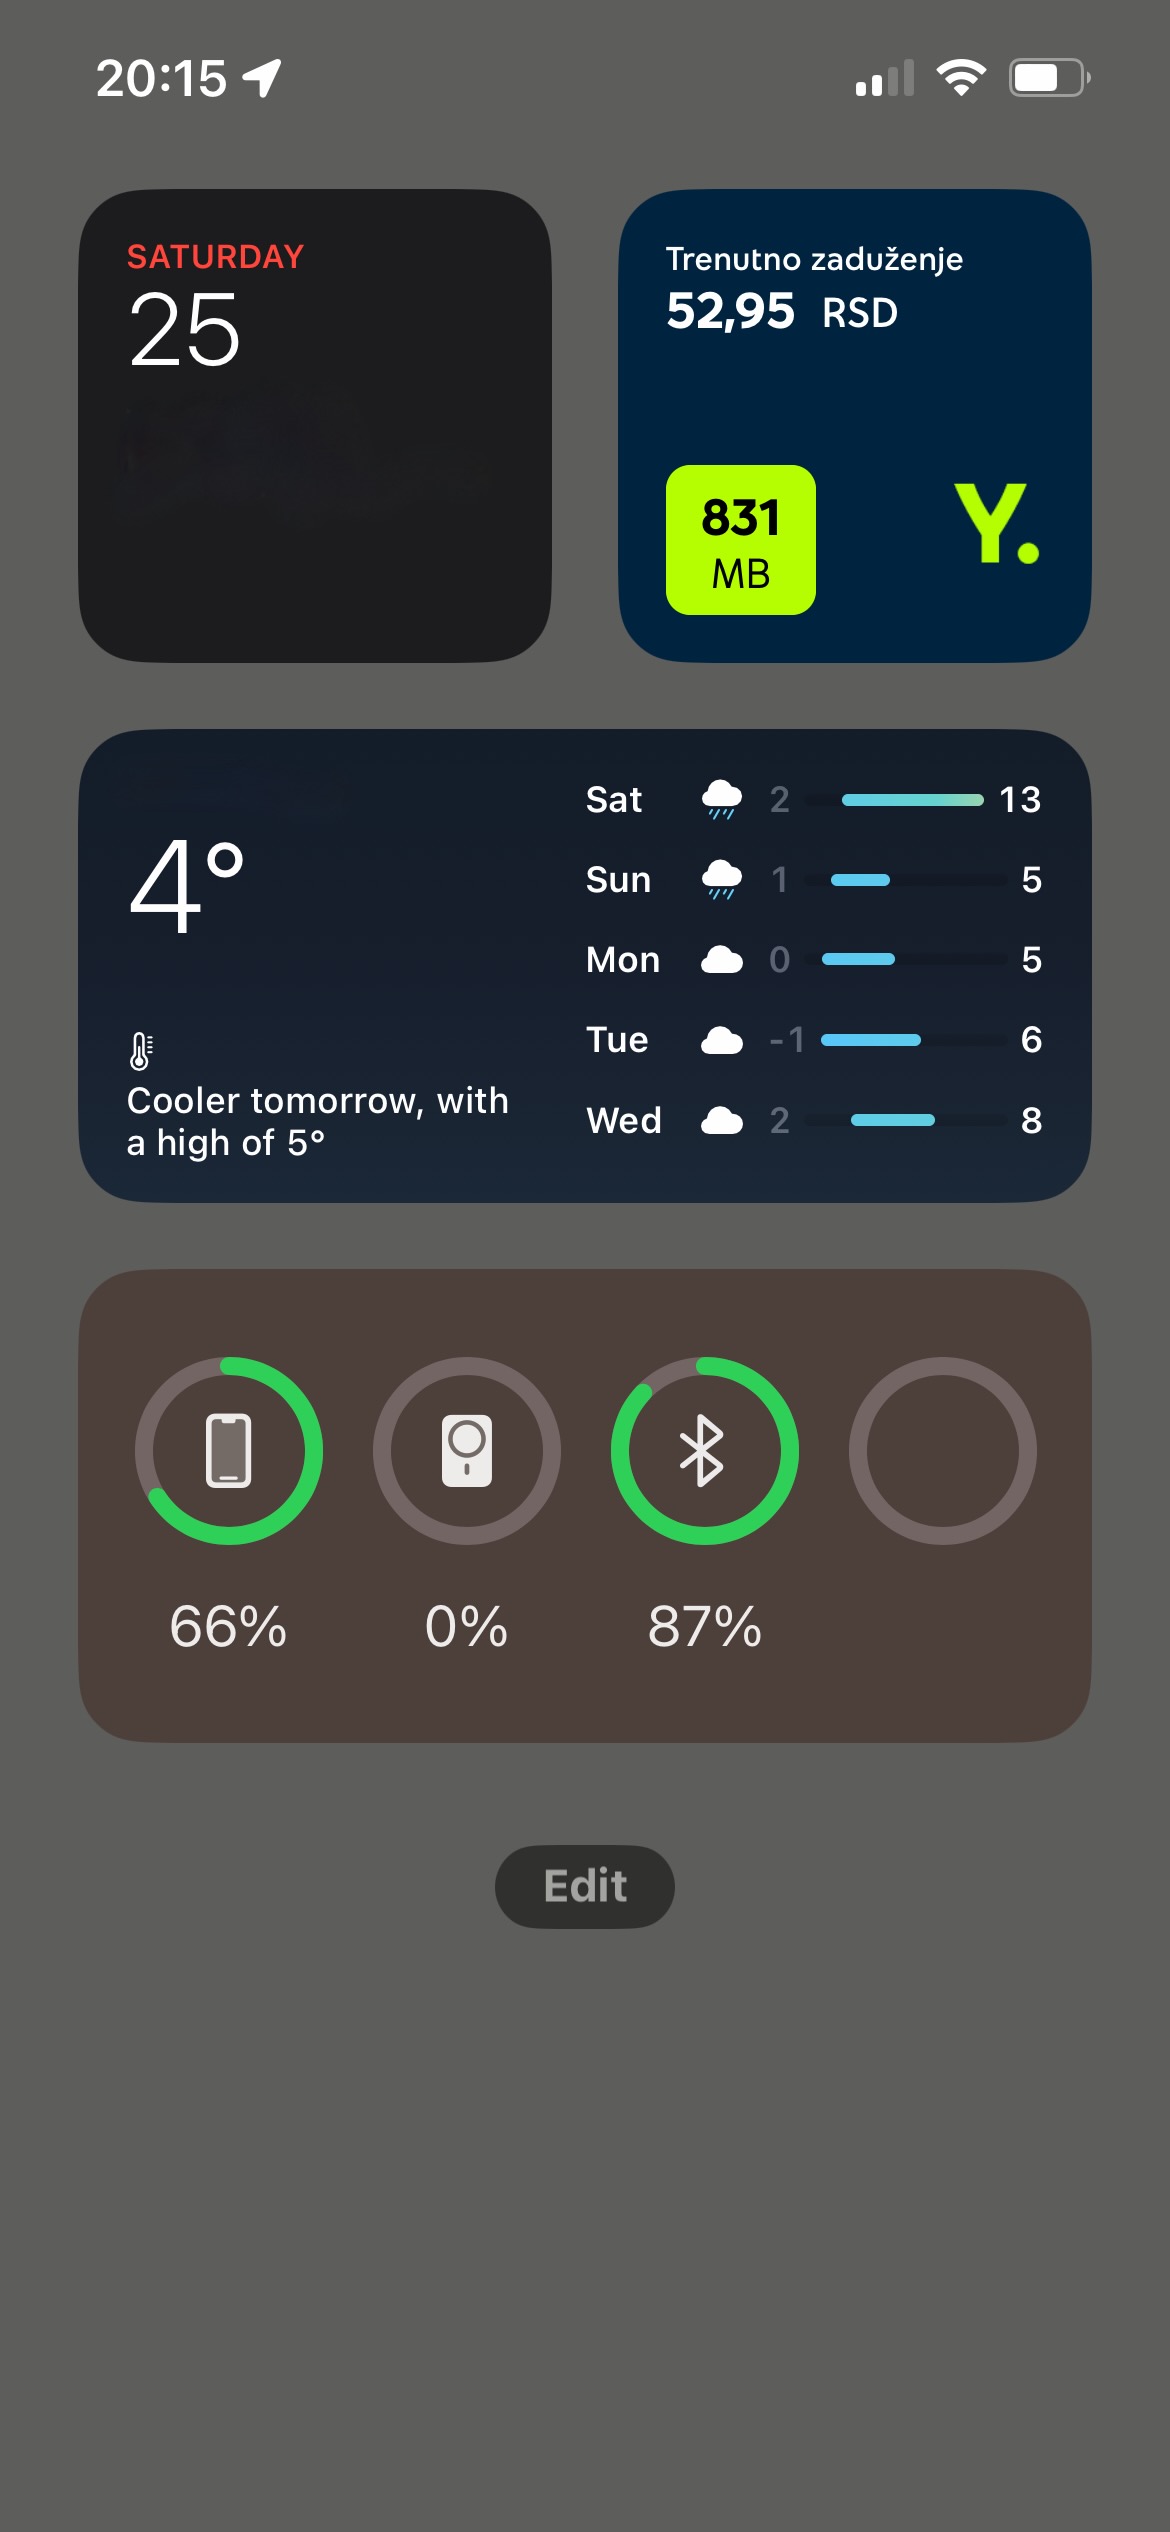 20:15
SATURDAY
25
Trenutno zaduženje
52,95 RSD
831
MB
Y.
4°
Cooler tomorrow, with
a high of 5°
Sat 2 13
Sun 1 5
Mon 0 5
Tue -1 6
Wed 2 8
66% 0% 87%
Edit